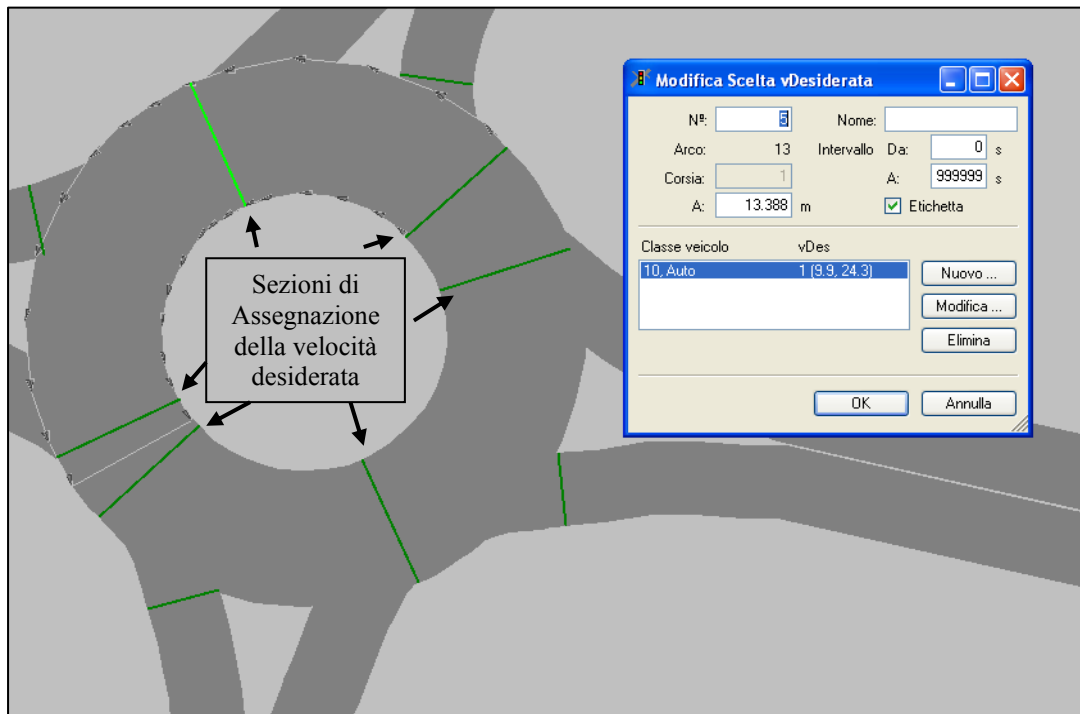 Modifica Scelta vDesiderata
Nª: 5 Nome:
Arco: 13 Intervallo Da: 0 s
Corsia: 1 A: 999999 s
A: 13.388 m Etichetta
Classe veicolo vDes
10, Auto 1 (9.9, 24.3)
Nuovo ...
Modifica ...
Elimina
OK Annulla
Sezioni di
Assegnazione
della velocità
desiderata